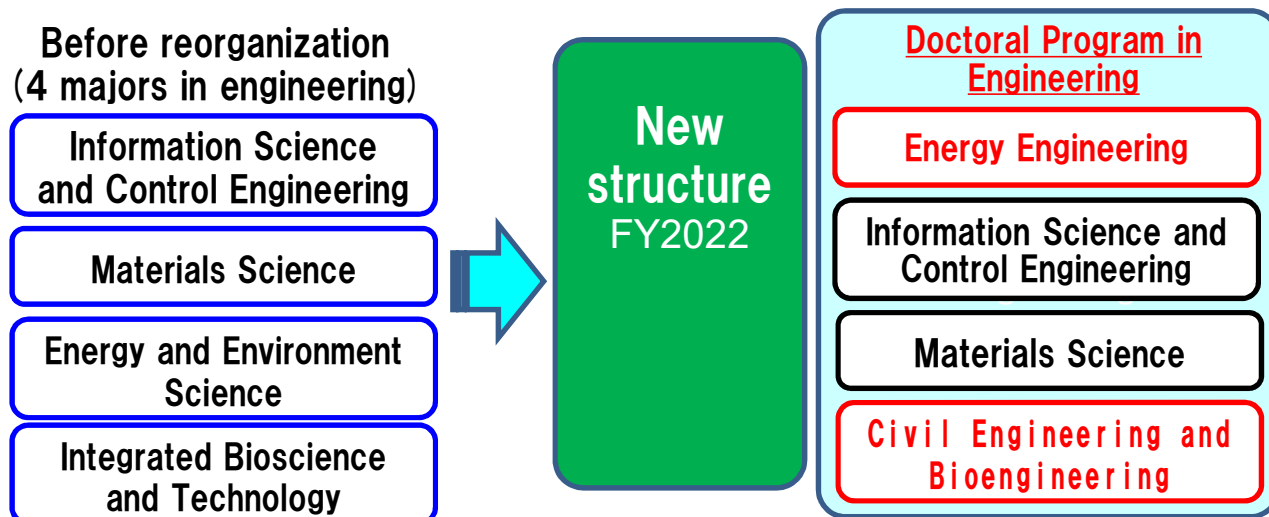 Before reorganization
(4 majors in engineering)
Information Science
and Control Engineering
Materials Science
Energy and Environment
Science
Integrated Bioscience
and Technology
New
structure
FY2022
Doctoral Program in
Engineering
Energy Engineering
Information Science and
Control Engineering
Materials Science
Civil Engineering and
Bioengineering